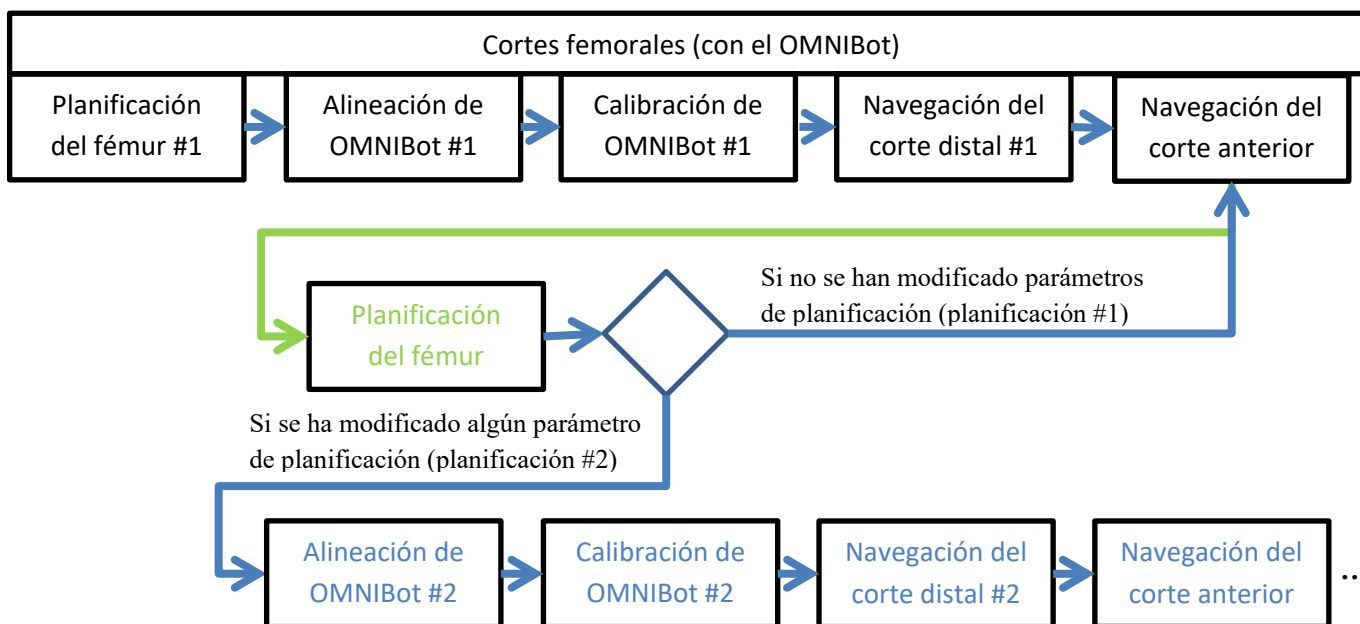 Cortes femorales (con el OMNIBot)
Planificación
del fémur #1
Alineación de
OMNIBot #1
Calibración de
OMNIBot #1
Navegación del
corte distal #1
Navegación del
corte anterior
Si no se han modificado parámetros
de planificación (planificación #1)
Planificación
del fémur
Si se ha modificado algún parámetro
de planificación (planificación #2)
Alineación de
OMNIBot #2
Calibración de
OMNIBot #2
Navegación del
corte distal #2
Navegación del
corte anterior
..